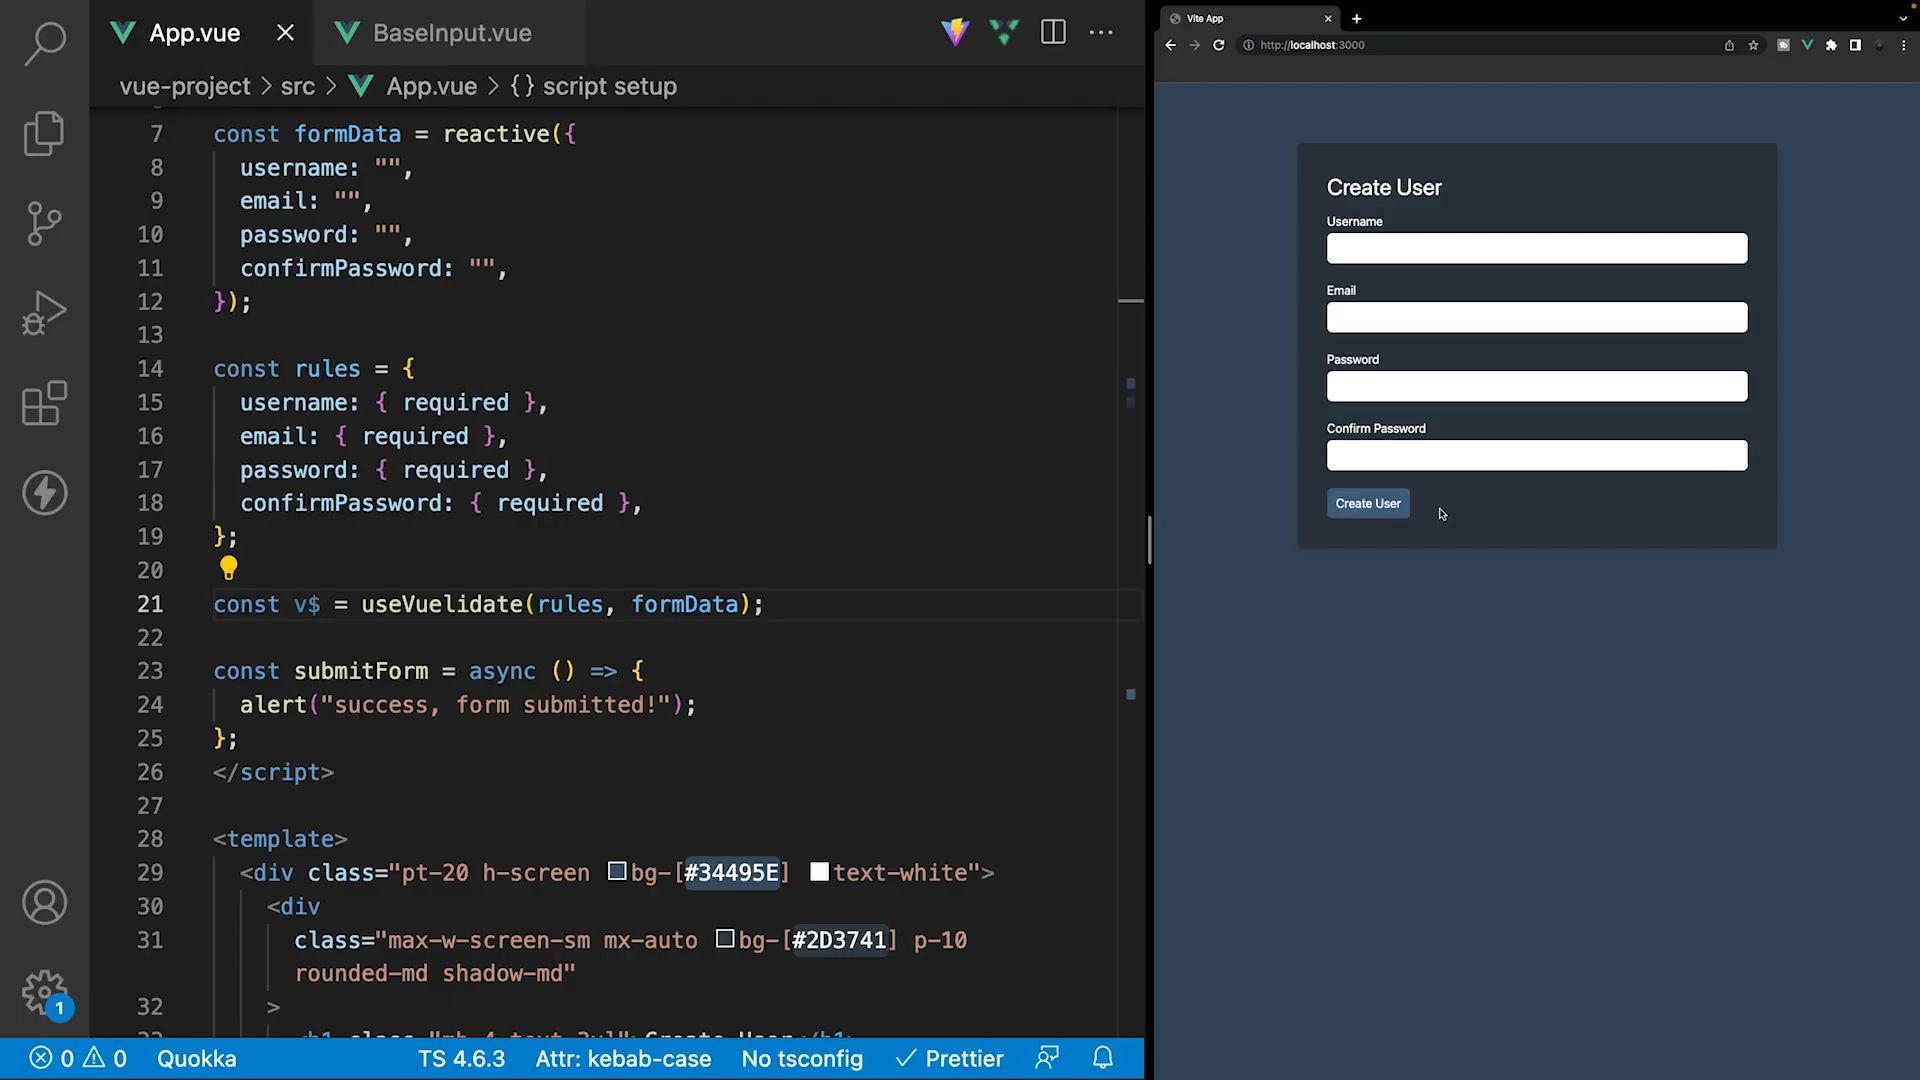 App.vue
BaseInput.vue
vue-project > src > App.vue > {} script setup
7 const formData = reactive({
8 username: "",
9 email: "",
10 password: "",
11 confirmPassword: "",
12 });
13
14 const rules = {
15 username: { required },
16 email: { required },
17 password: { required },
18 confirmPassword: { required },
19 };
20
21 const v$ = useVuelidate(rules, formData);
22
23 const submitForm = async () => {
24 alert("success, form submitted!");
25 };
26 </script>
27
28 <template>
29 <div class="pt-20 h-screen bg-[#34495E] text-white">
30 <div
31 class="max-w-screen-sm mx-auto bg-[#2D3741] p-10
rounded-md shadow-md"
32 >
1
0 0 Quokka TS 4.6.3 Attr: kebab-case No tsconfig Prettier
Vite App
http://localhost:3000
Create User
Username
Email
Password
Confirm Password
Create User